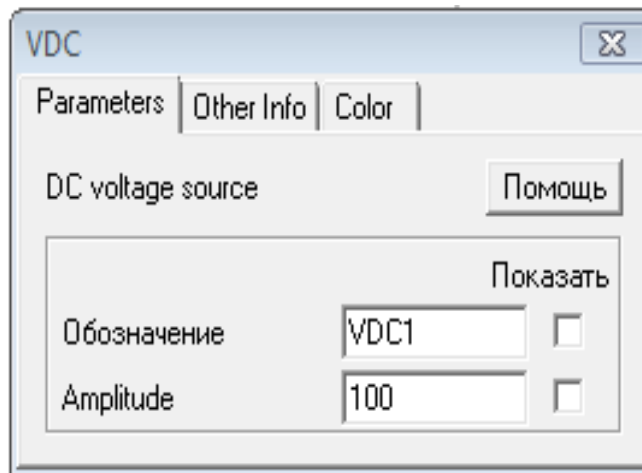 VDC
Parameters Other Info Color
DC voltage source Помощь
Показать
Обозначение VDC1
Amplitude 100